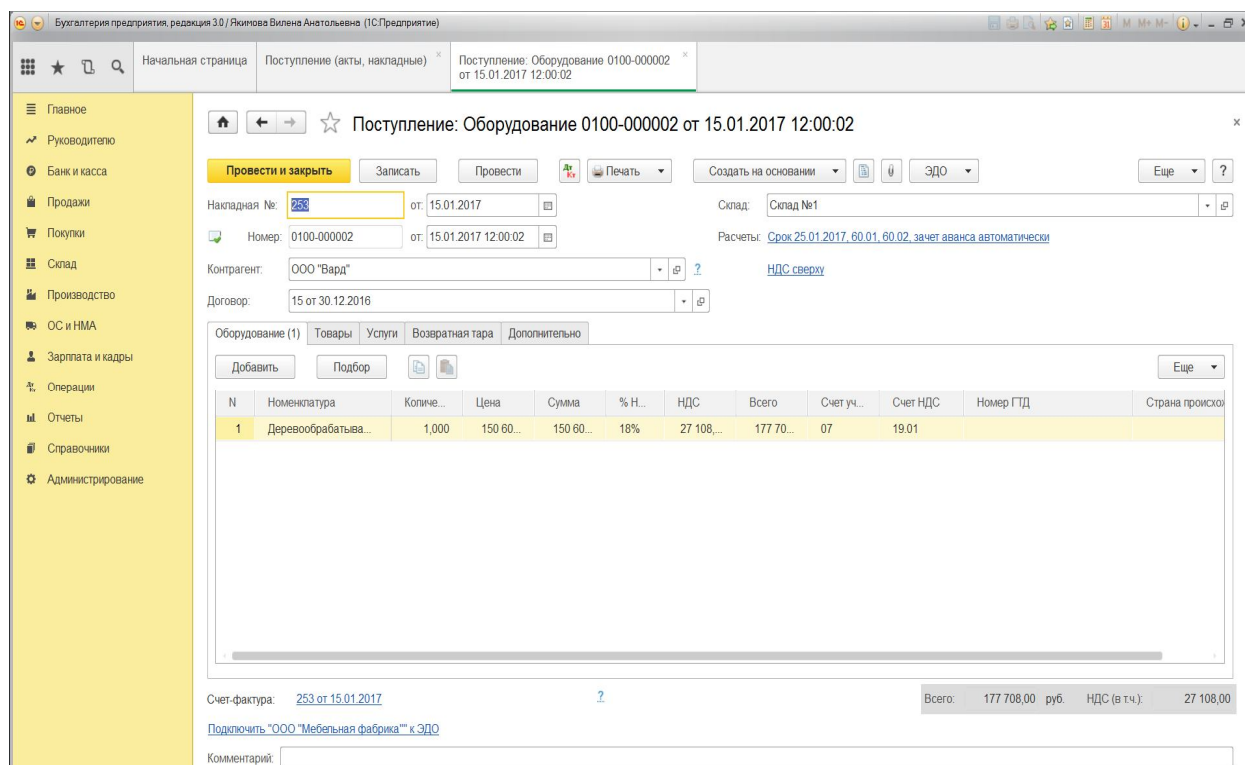 Бухгалтерия предприятия, редакция 3.0 / Якимова Вилена Анатольевна (1С:Предприятие)
M M+ M-
Начальная страница
Поступление (акты, накладные)
Поступление: Оборудование 0100-000002
от 15.01.2017 12:00:02
Главное
Руководителю
Банк и касса
Продажи
Покупки
Склад
Производство
ОС и НМА
Зарплата и кадры
Операции
Отчеты
Справочники
Администрирование
Поступление: Оборудование 0100-000002 от 15.01.2017 12:00:02
Провести и закрыть Записать Провести Дт Кт Печать Создать на основании ЭДО Еще ?
Накладная №: 253 от: 15.01.2017 Склад: Склад №1
Номер: 0100-000002 от: 15.01.2017 12:00:02 Расчеты: Срок 25.01.2017, 60.01, 60.02, зачет аванса автоматически
Контрагент: ООО "Вард" ? НДС сверху
Договор: 15 от 30.12.2016
Оборудование (1) Товары Услуги Возвратная тара Дополнительно
Добавить Подбор Еще
N Номенклатура Количе... Цена Сумма % Н... НДС Всего Счет уч... Счет НДС Номер ГТД Страна происхо
1 Деревообрабатыва... 1,000 150 60... 150 60... 18% 27 108,... 177 70... 07 19.01
Счет-фактура: 253 от 15.01.2017 ? Всего: 177 708,00 руб. НДС (в т.ч.): 27 108,00
Подключить "ООО "Мебельная фабрика"" к ЭДО
Комментарий: